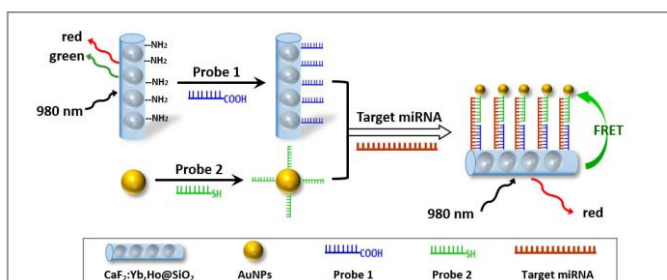 red
green
980 nm
--NH₂
--NH₂
--NH₂
--NH₂
--NH₂
Probe 1
COOH
Probe 2
SH
Target miRNA
FRET
980 nm
red
COOH
SH
CaF₂:Yb,Ho@SiO₂ AuNPs Probe 1 Probe 2 Target miRNA